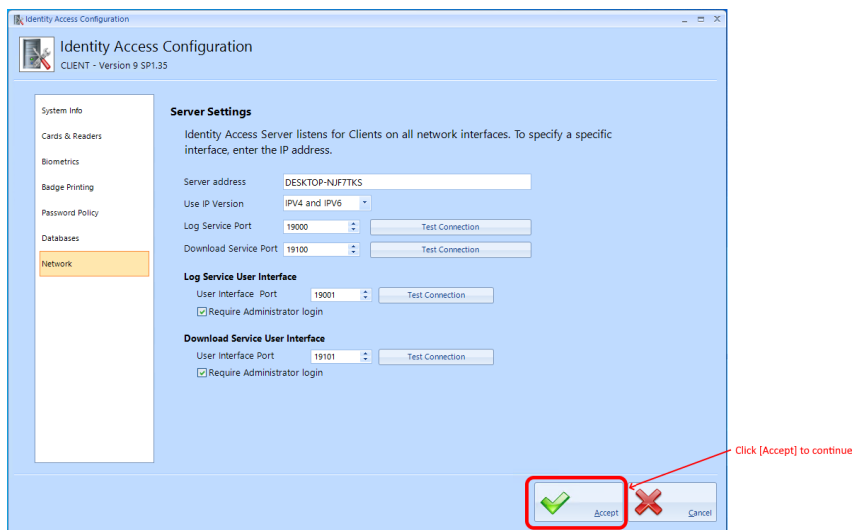 Identity Access Configuration
Identity Access Configuration
CLIENT - Version 9 SP1.35
System Info
Cards & Readers
Biometrics
Badge Printing
Password Policy
Databases
Network
Server Settings
Identity Access Server listens for Clients on all network interfaces. To specify a specific
interface, enter the IP address.
Server address DESKTOP-NJF7TKS
Use IP Version IPV4 and IPV6
Log Service Port 19000 Test Connection
Download Service Port 19100 Test Connection
Log Service User Interface
User Interface Port 19001 Test Connection
Require Administrator login
Download Service User Interface
User Interface Port 19101 Test Connection
Require Administrator login
Click [Accept] to continue
Accept Cancel